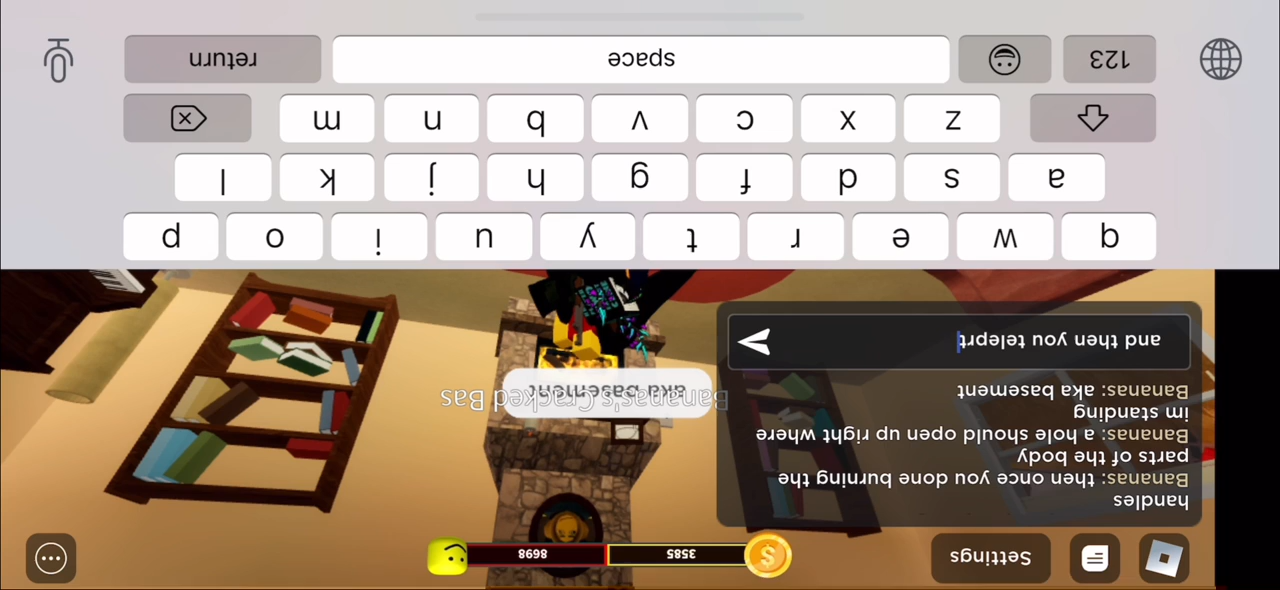 Settings
3585
8698
handles
Bananas: then once you done burning the
parts of the body
Bananas: a hole should open up right where
im standing
Bananas: aka basement
Bananas's Cracked Bas
aka basement
and then you teleprt
q w e r t y u i o p
a s d f g h j k l
z x c v b n m
123 space return